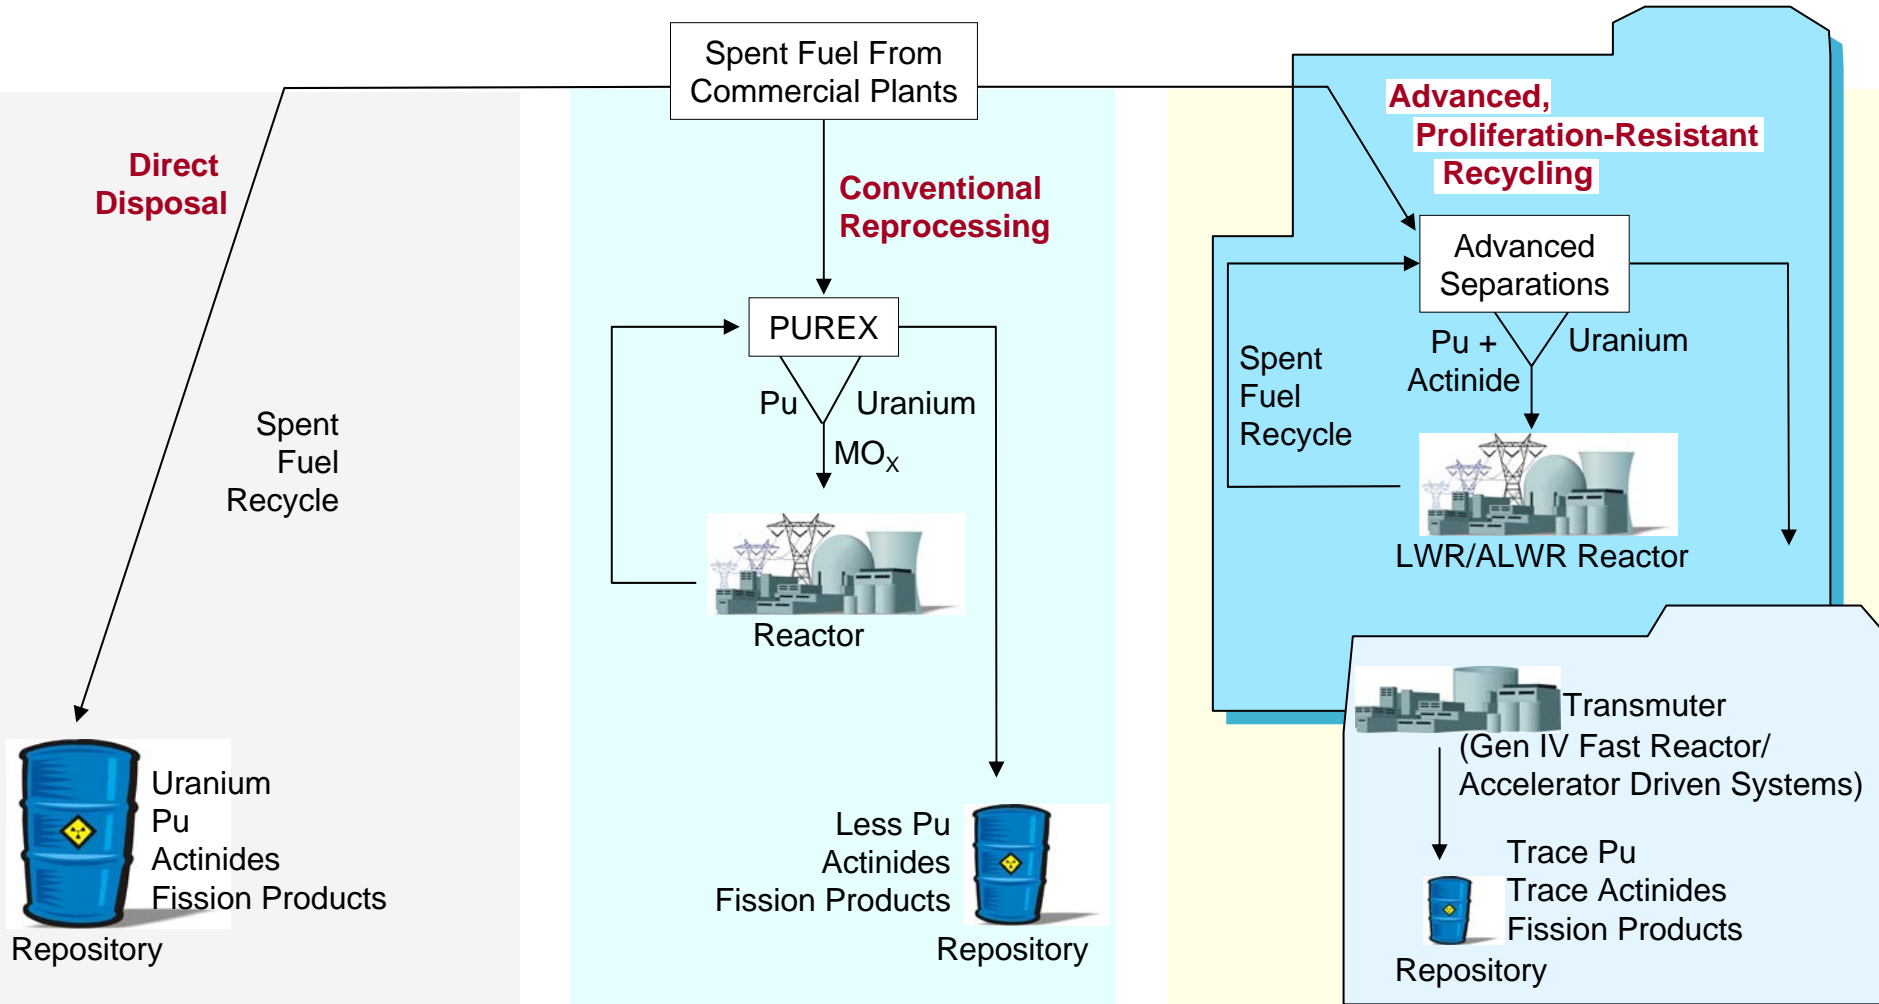 Spent Fuel From
Commercial Plants
Direct
Disposal
Spent
Fuel
Recycle
Uranium
Pu
Actinides
Fission Products
Repository
Conventional
Reprocessing
PUREX
Pu
Uranium
MOX
Reactor
Less Pu
Actinides
Fission Products
Repository
Advanced,
Proliferation-Resistant
Recycling
Advanced
Separations
Pu +
Actinide
Uranium
Spent
Fuel
Recycle
LWR/ALWR Reactor
Transmuter
(Gen IV Fast Reactor/
Accelerator Driven Systems)
Trace Pu
Trace Actinides
Fission Products
Repository